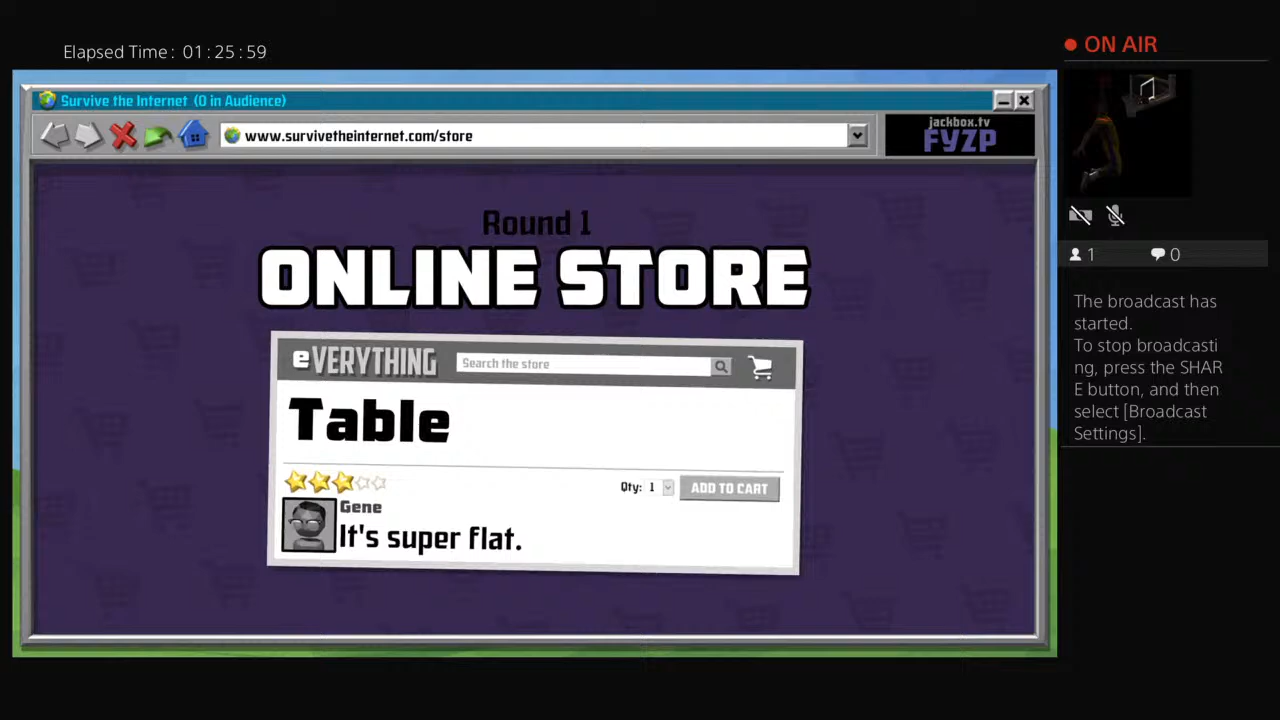 Elapsed Time: 01:25:59
ON AIR
Survive the Internet (0 in Audience)
www.survivetheinternet.com/store
jackbox.tv
FYZP
Round 1
ONLINE STORE
eVERYTHING
Search the store
Table
Qty: 1
ADD TO CART
Gene
It's super flat.
1
0
The broadcast has
started.
To stop broadcasti
ng, press the SHAR
E button, and then
select [Broadcast
Settings].